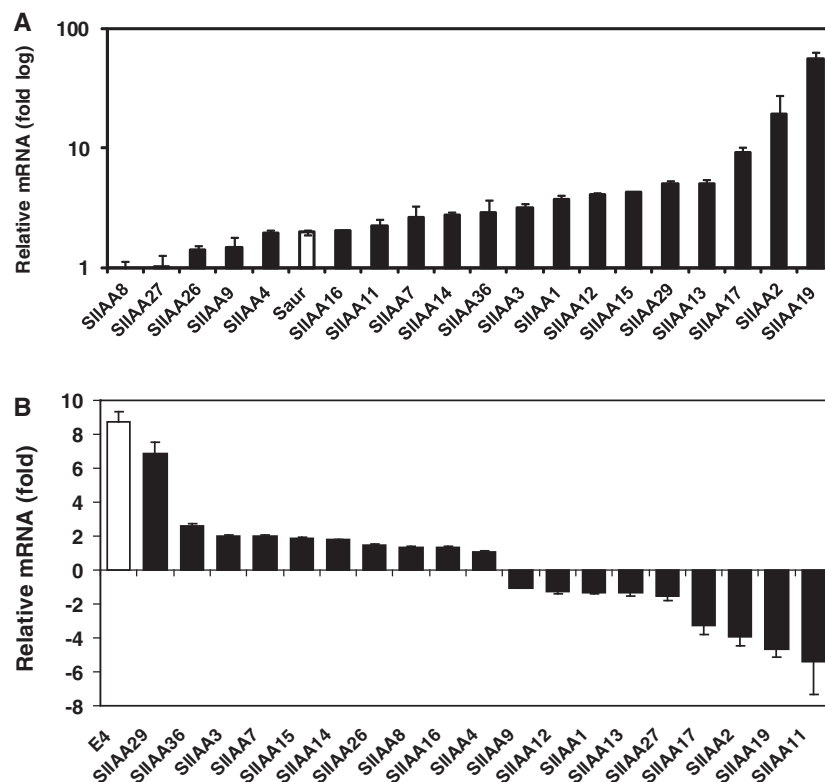 A
Relative mRNA (fold log)
100
10
1
SlIAA8
SlIAA27
SlIAA26
SlIAA9
SlIAA4
Saur
SlIAA16
SlIAA11
SlIAA7
SlIAA14
SlIAA36
SlIAA3
SlIAA1
SlIAA12
SlIAA15
SlIAA29
SlIAA13
SlIAA17
SlIAA2
SlIAA19
B
Relative mRNA (fold)
10
8
6
4
2
0
-2
-4
-6
-8
E4
SlIAA29
SlIAA36
SlIAA3
SlIAA7
SlIAA15
SlIAA14
SlIAA26
SlIAA8
SlIAA16
SlIAA4
SlIAA9
SlIAA12
SlIAA1
SlIAA13
SlIAA27
SlIAA17
SlIAA2
SlIAA19
SlIAA11